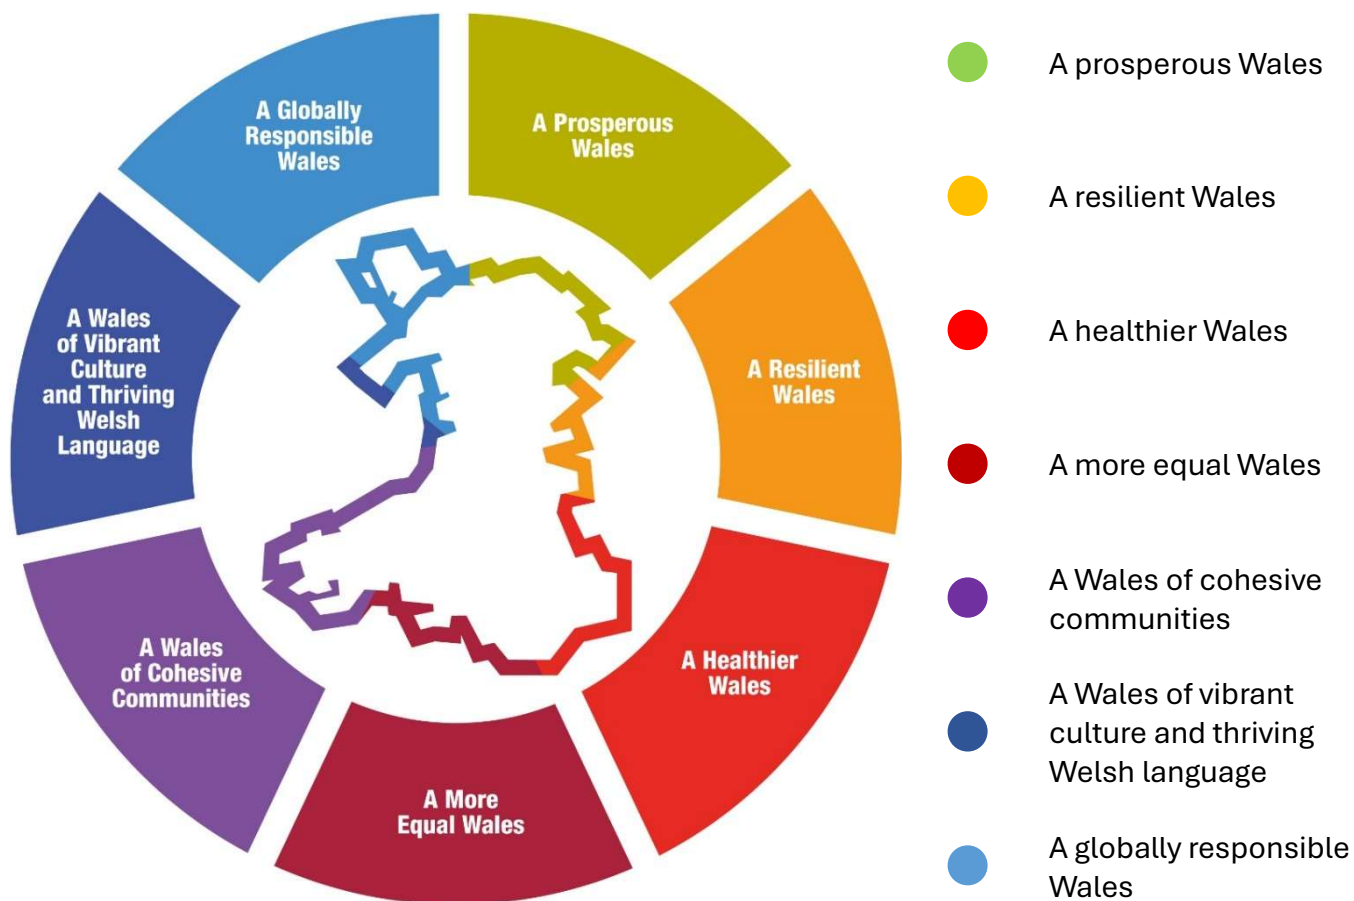 A Globally
Responsible
Wales
A Prosperous
Wales
A Resilient
Wales
A Healthier
Wales
A More
Equal Wales
A Wales
of Cohesive
Communities
A Wales
of Vibrant
Culture
and Thriving
Welsh
Language
A prosperous Wales
A resilient Wales
A healthier Wales
A more equal Wales
A Wales of cohesive
communities
A Wales of vibrant
culture and thriving
Welsh language
A globally responsible
Wales